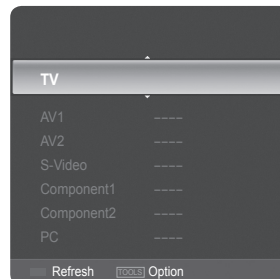 TV
AV1 ----
AV2 ----
S-Video ----
Component1 ----
Component2 ----
PC ----
Refresh TOOLS Option